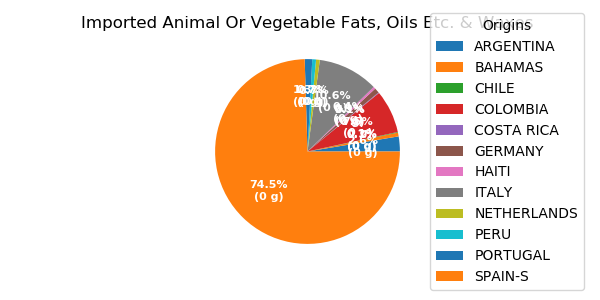 Imported Animal Or Vegetable Fats, Oils Etc. & Waxes
Origins
ARGENTINA
BAHAMAS
CHILE
COLOMBIA
COSTA RICA
GERMANY
HAITI
ITALY
NETHERLANDS
PERU
PORTUGAL
SPAIN-S
74.5%
(0 g)